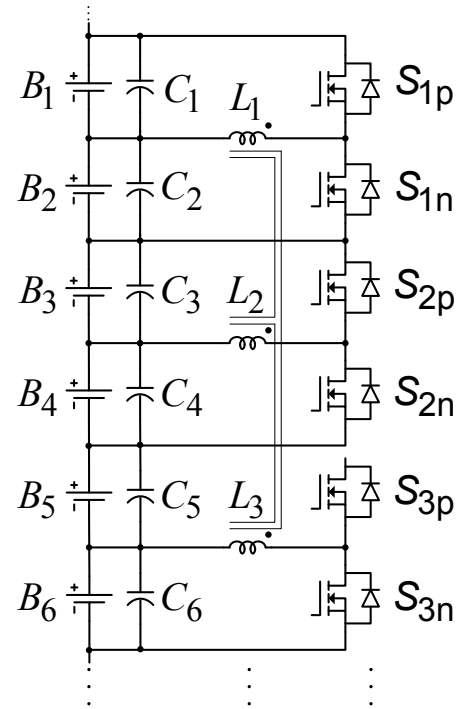 B1 C1 L1 S1p
B2 C2 S1n
B3 C3 L2 S2p
B4 C4 S2n
B5 C5 L3 S3p
B6 C6 S3n